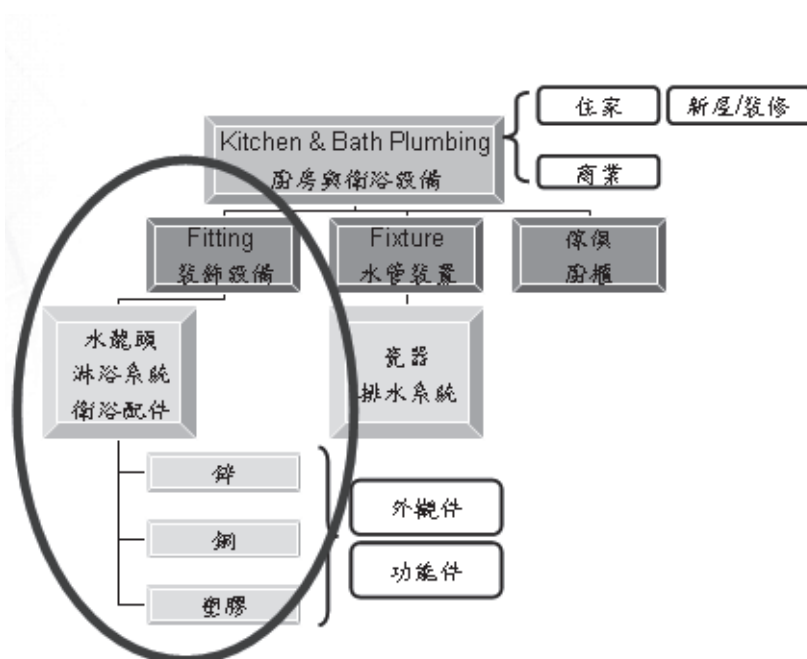 住家
新屋/裝修
Kitchen & Bath Plumbing
廚房與衛浴設備
商業
Fitting
裝飾設備
Fixture
水管裝置
傢俱
廚櫃
水龍頭
淋浴系統
衛浴配件
瓷器
排水系統
鋅
銅
塑膠
外觀件
功能件